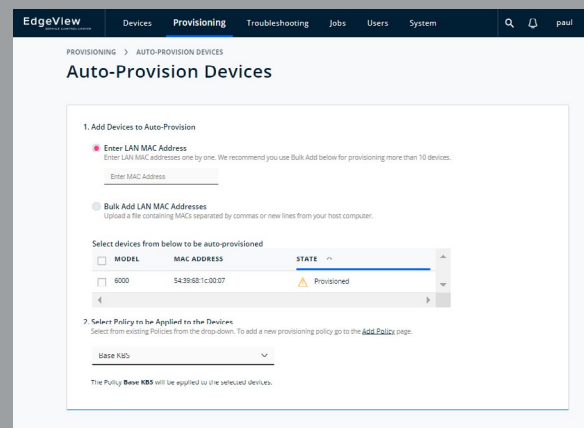 EdgeView Devices Provisioning Troubleshooting Jobs Users System paul
SERVICE CONTROL CENTER
PROVISIONING > AUTO-PROVISION DEVICES
Auto-Provision Devices
1. Add Devices to Auto-Provision
Enter LAN MAC Address
Enter LAN MAC addresses one by one. We recommend you use Bulk Add below for provisioning more than 10 devices.
Enter MAC Address
Bulk Add LAN MAC Addresses
Upload a file containing MACs separated by commas or new lines from your host computer.
Select devices from below to be auto-provisioned
MODEL MAC ADDRESS STATE
6000 54:39:68:1c:00:07 Provisioned
2. Select Policy to be Applied to the Devices
Select from existing Policies from the drop-down. To add a new provisioning policy go to the Add Policy page.
Base KBS
The Policy Base KBS will be applied to the selected devices.